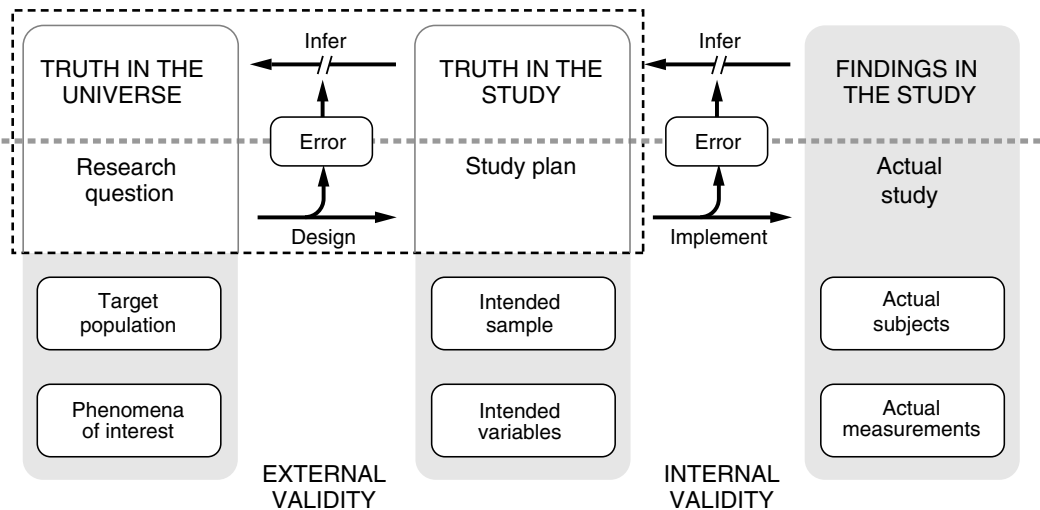 Infer
Infer
TRUTH IN THE
UNIVERSE
TRUTH IN THE
STUDY
FINDINGS IN
THE STUDY
Error
Error
Research
question
Study plan
Actual
study
Design
Implement
Target
population
Intended
sample
Actual
subjects
Phenomena
of interest
Intended
variables
Actual
measurements
EXTERNAL
VALIDITY
INTERNAL
VALIDITY